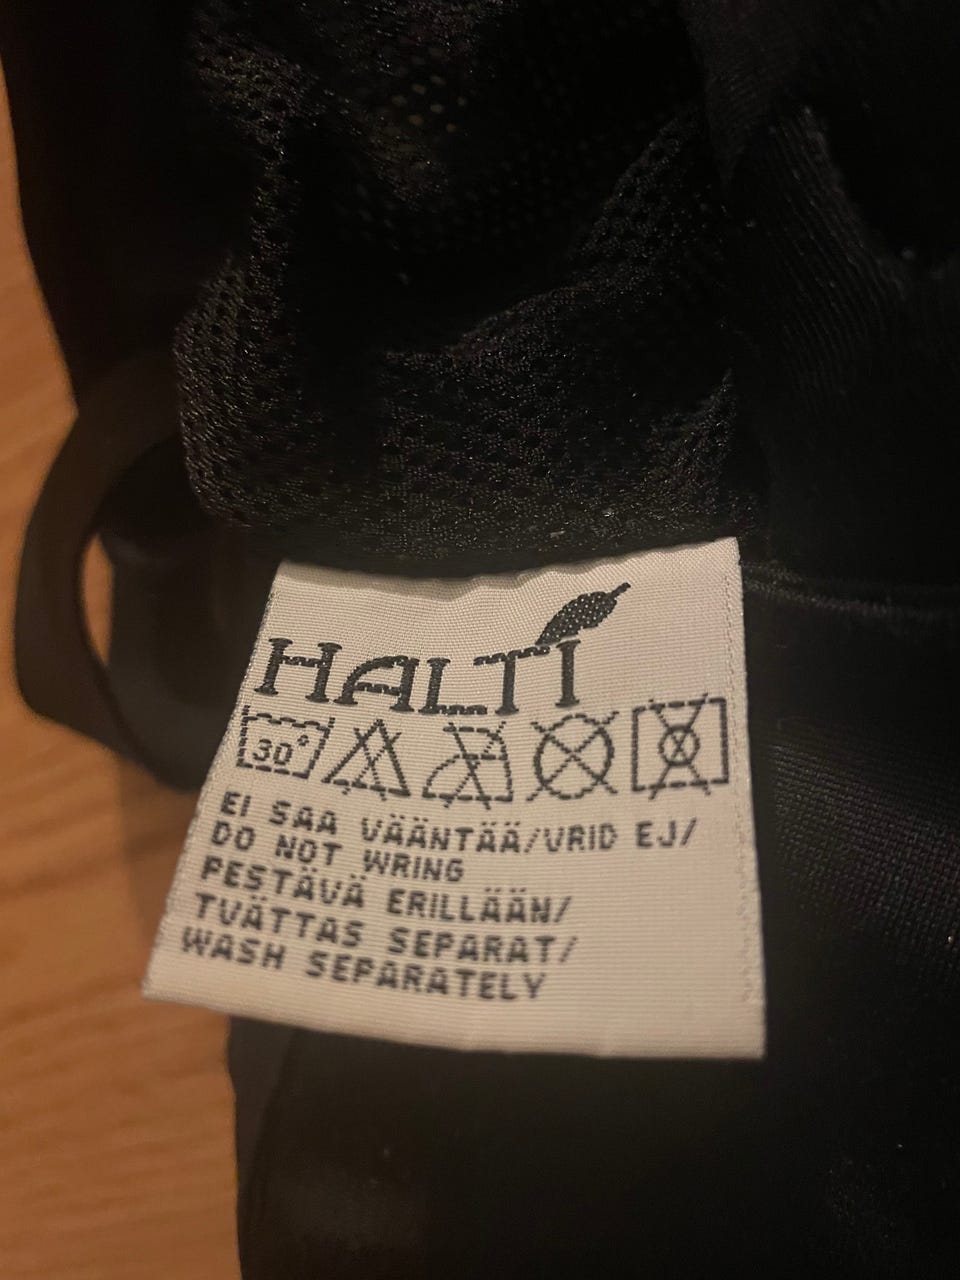 HALTI
30°
EI SAA VÄÄNTÄÄ/VRID EJ/
DO NOT WRING
PESTÄVÄ ERILLÄÄN/
TVÄTTAS SEPARAT/
WASH SEPARATELY